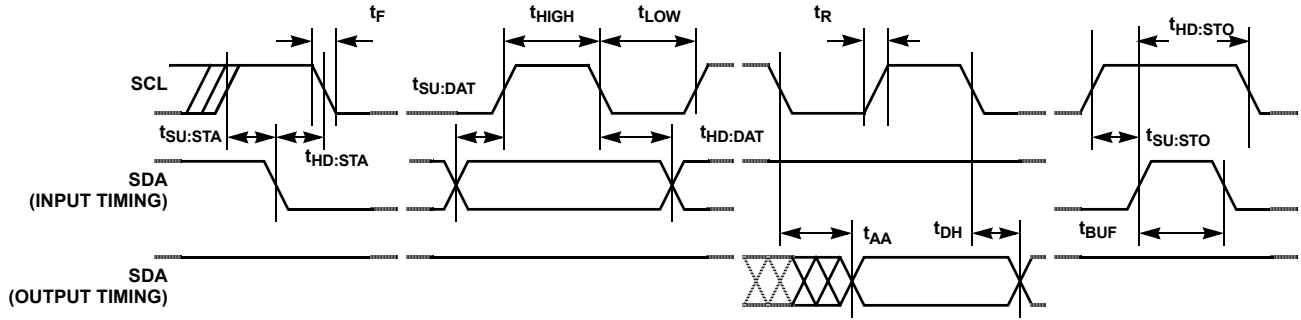 tF
tHIGH
tLOW
tR
tHD:STO
SCL
tSU:DAT
tSU:STA
tHD:STA
tHD:DAT
tSU:STO
SDA
(INPUT TIMING)
tAA
tDH
tBUF
SDA
(OUTPUT TIMING)